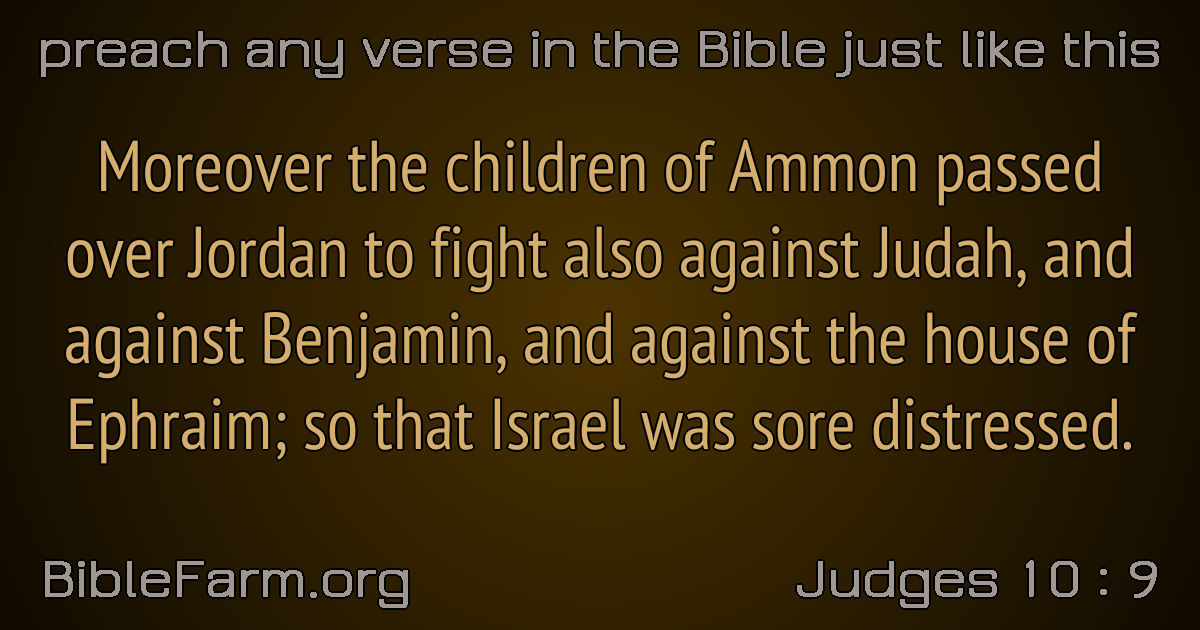 preach any verse in the Bible just like this
Moreover the children of Ammon passed
over Jordan to fight also against Judah, and
against Benjamin, and against the house of
Ephraim; so that Israel was sore distressed.
BibleFarm.org
Judges 10 : 9